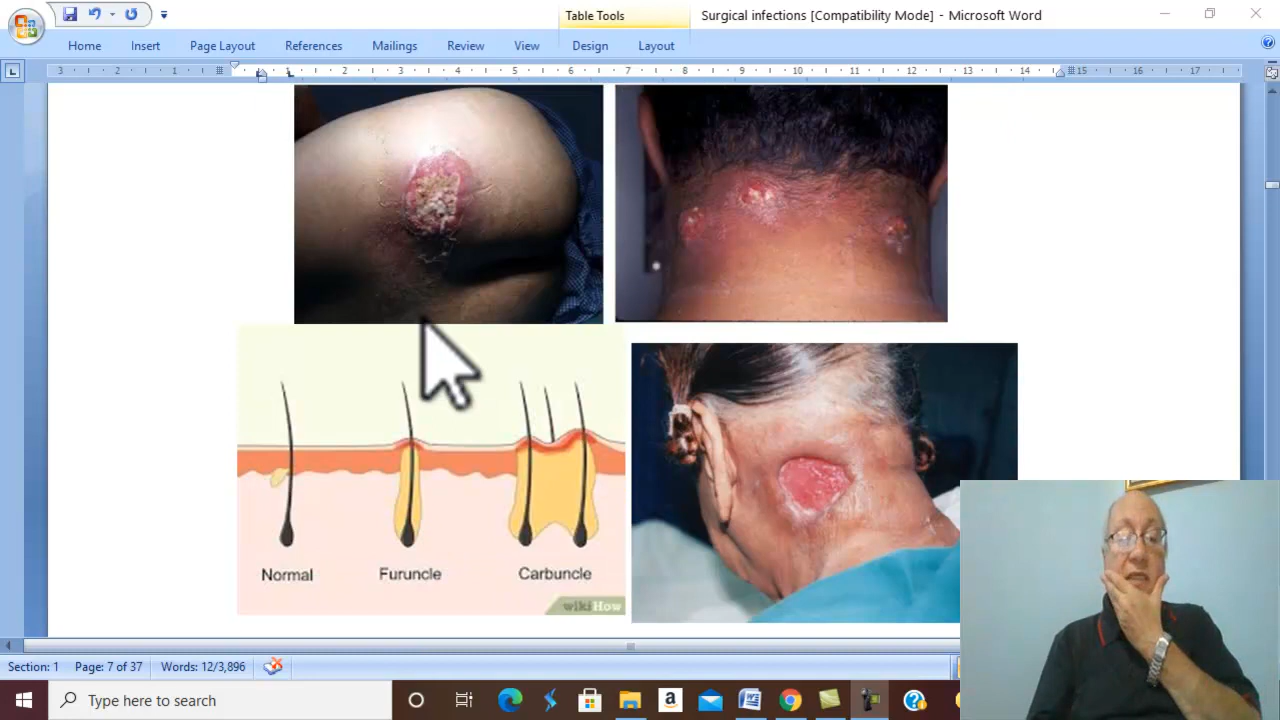 Table Tools
Surgical infections [Compatibility Mode] - Microsoft Word
Home Insert Page Layout References Mailings Review View Design Layout
3 2 1 1 2 3 4 5 6 7 8 9 10 11 12 13 14 15 16 17
Normal Furuncle Carbuncle
wikiHow
Section: 1 Page: 7 of 37 Words: 12/3,896
Type here to search